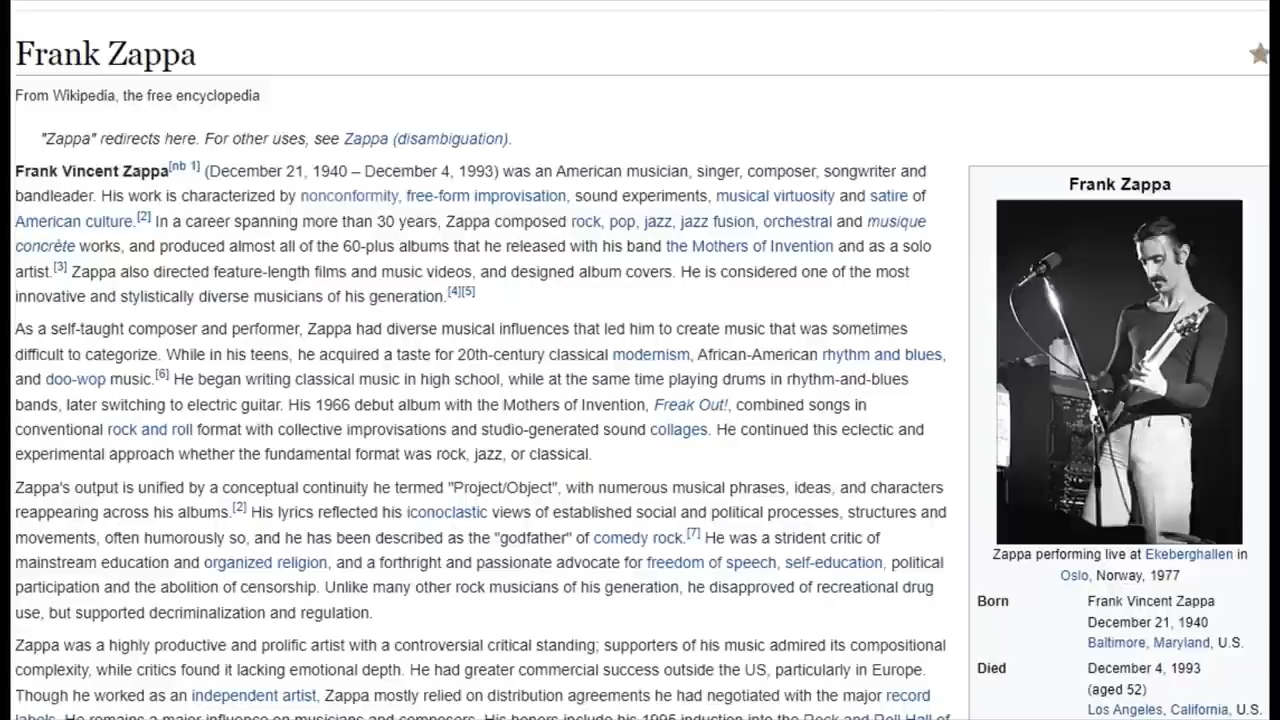 Frank Zappa
From Wikipedia, the free encyclopedia
"Zappa" redirects here. For other uses, see Zappa (disambiguation).
Frank Vincent Zappa[nb 1] (December 21, 1940 – December 4, 1993) was an American musician, singer, composer, songwriter and
bandleader. His work is characterized by nonconformity, free-form improvisation, sound experiments, musical virtuosity and satire of
American culture.[2] In a career spanning more than 30 years, Zappa composed rock, pop, jazz, jazz fusion, orchestral and musique
concrète works, and produced almost all of the 60-plus albums that he released with his band the Mothers of Invention and as a solo
artist.[3] Zappa also directed feature-length films and music videos, and designed album covers. He is considered one of the most
innovative and stylistically diverse musicians of his generation.[4][5]
As a self-taught composer and performer, Zappa had diverse musical influences that led him to create music that was sometimes
difficult to categorize. While in his teens, he acquired a taste for 20th-century classical modernism, African-American rhythm and blues,
and doo-wop music.[6] He began writing classical music in high school, while at the same time playing drums in rhythm-and-blues
bands, later switching to electric guitar. His 1966 debut album with the Mothers of Invention, Freak Out!, combined songs in
conventional rock and roll format with collective improvisations and studio-generated sound collages. He continued this eclectic and
experimental approach whether the fundamental format was rock, jazz, or classical.
Zappa's output is unified by a conceptual continuity he termed "Project/Object", with numerous musical phrases, ideas, and characters
reappearing across his albums.[2] His lyrics reflected his iconoclastic views of established social and political processes, structures and
movements, often humorously so, and he has been described as the "godfather" of comedy rock.[7] He was a strident critic of
mainstream education and organized religion, and a forthright and passionate advocate for freedom of speech, self-education, political
participation and the abolition of censorship. Unlike many other rock musicians of his generation, he disapproved of recreational drug
use, but supported decriminalization and regulation.
Zappa was a highly productive and prolific artist with a controversial critical standing; supporters of his music admired its compositional
complexity, while critics found it lacking emotional depth. He had greater commercial success outside the US, particularly in Europe.
Though he worked as an independent artist, Zappa mostly relied on distribution agreements he had negotiated with the major record
labels. He remains a major influence on musicians and composers. His honors include his 1995 induction into the Rock and Roll Hall of
Frank Zappa
Zappa performing live at Ekeberghallen in
Oslo, Norway, 1977
Born Frank Vincent Zappa
December 21, 1940
Baltimore, Maryland, U.S.
Died December 4, 1993
(aged 52)
Los Angeles, California, U.S.